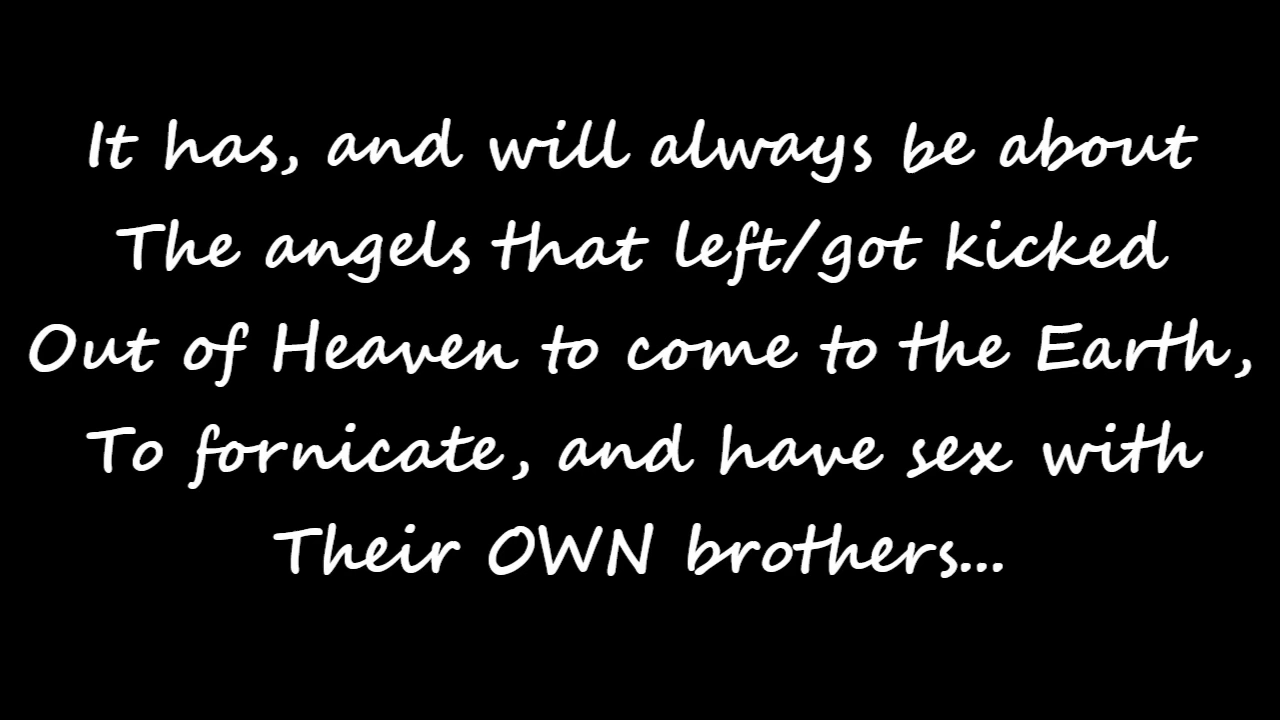 It has, and will always be about
The angels that left/got kicked
Out of Heaven to come to the Earth,
To fornicate, and have sex with
Their OWN brothers...